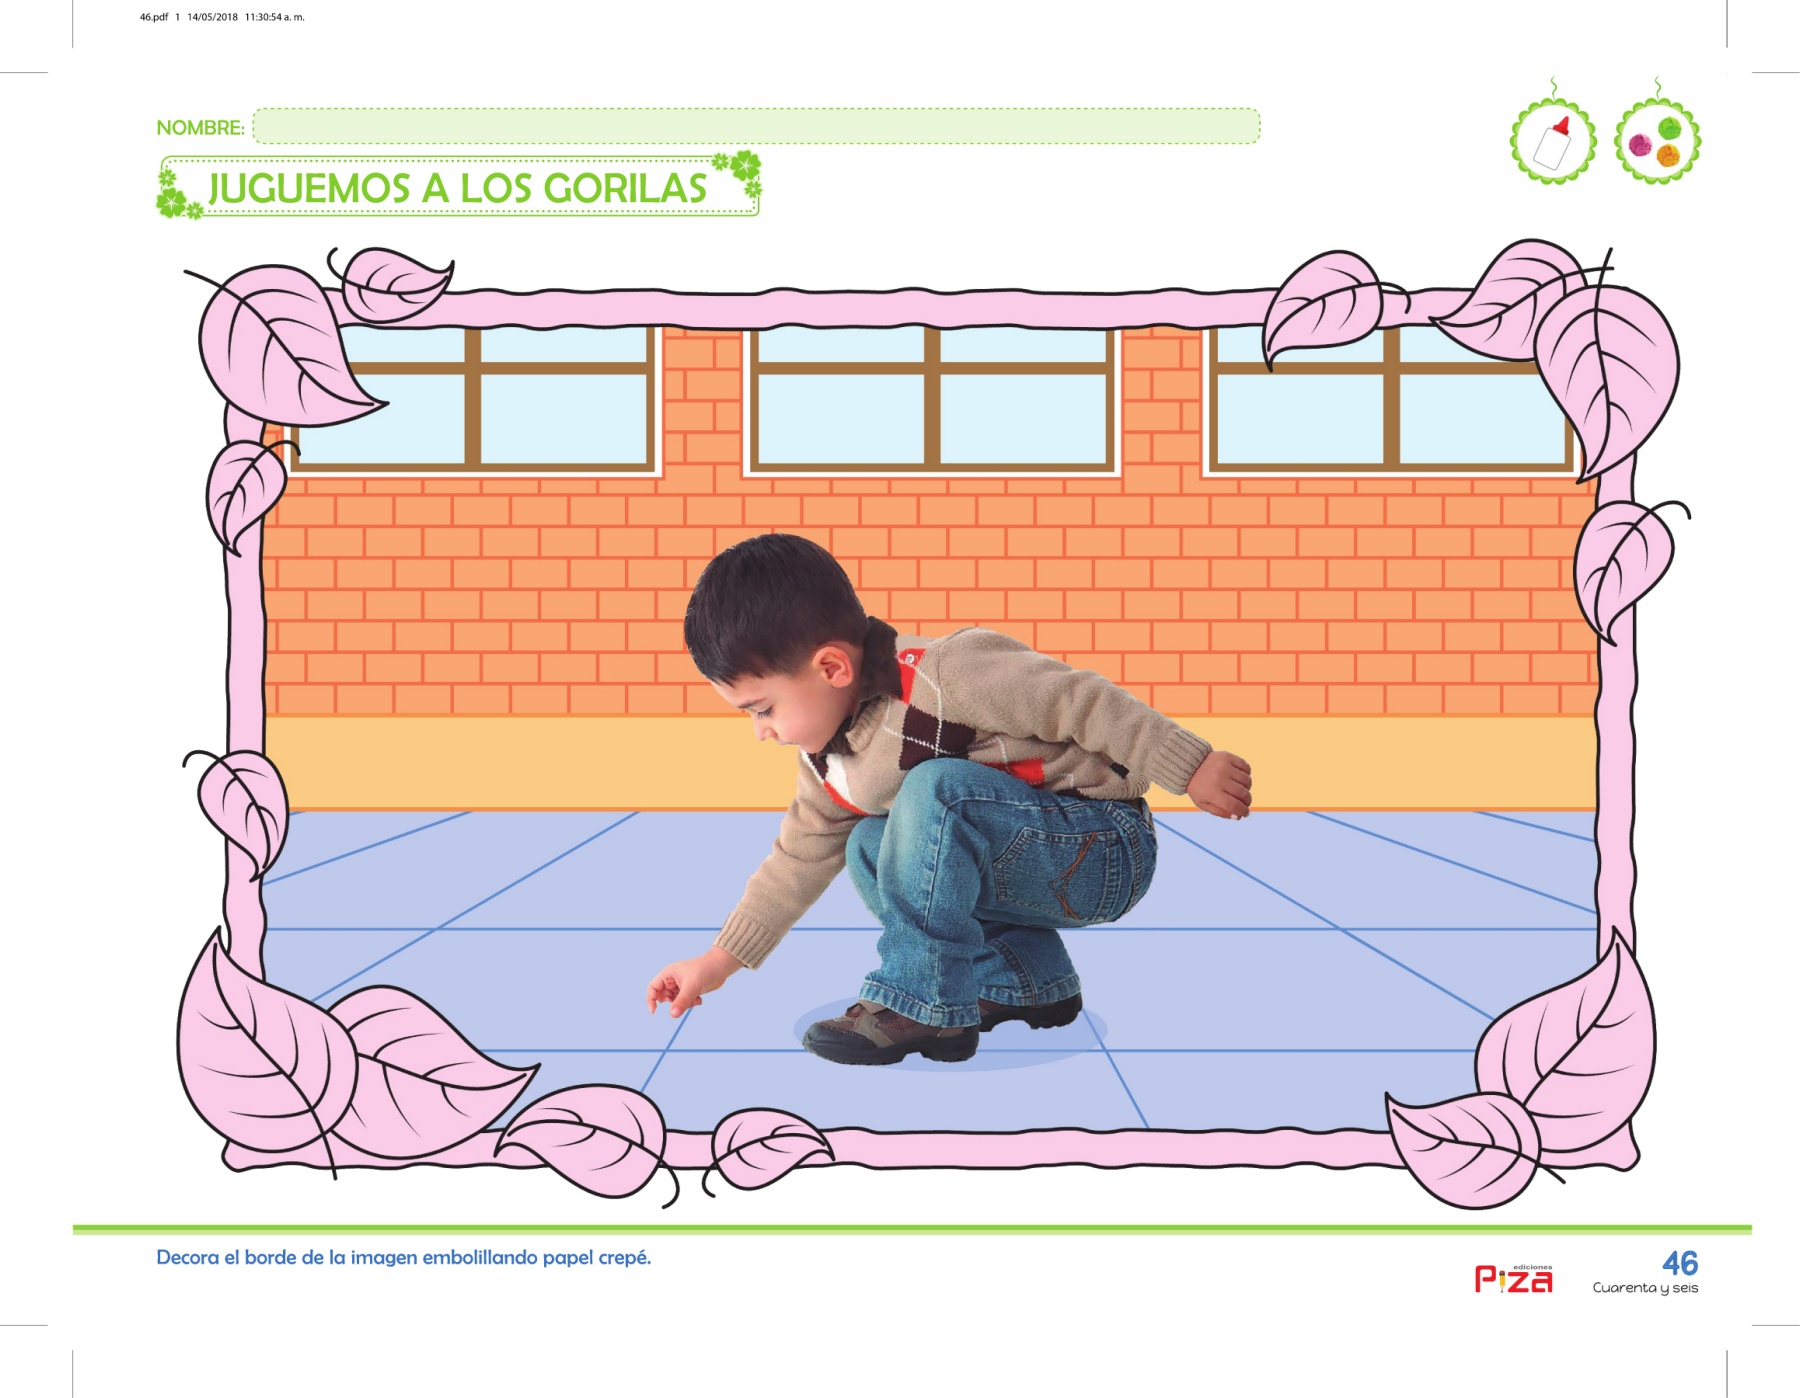 46.pdf 1 14/05/2018 11:30:54 a. m.
NOMBRE:
JUGUEMOS A LOS GORILAS
Decora el borde de la imagen embolillando papel crepé.
ediciones
Piza
46
Cuarenta y seis